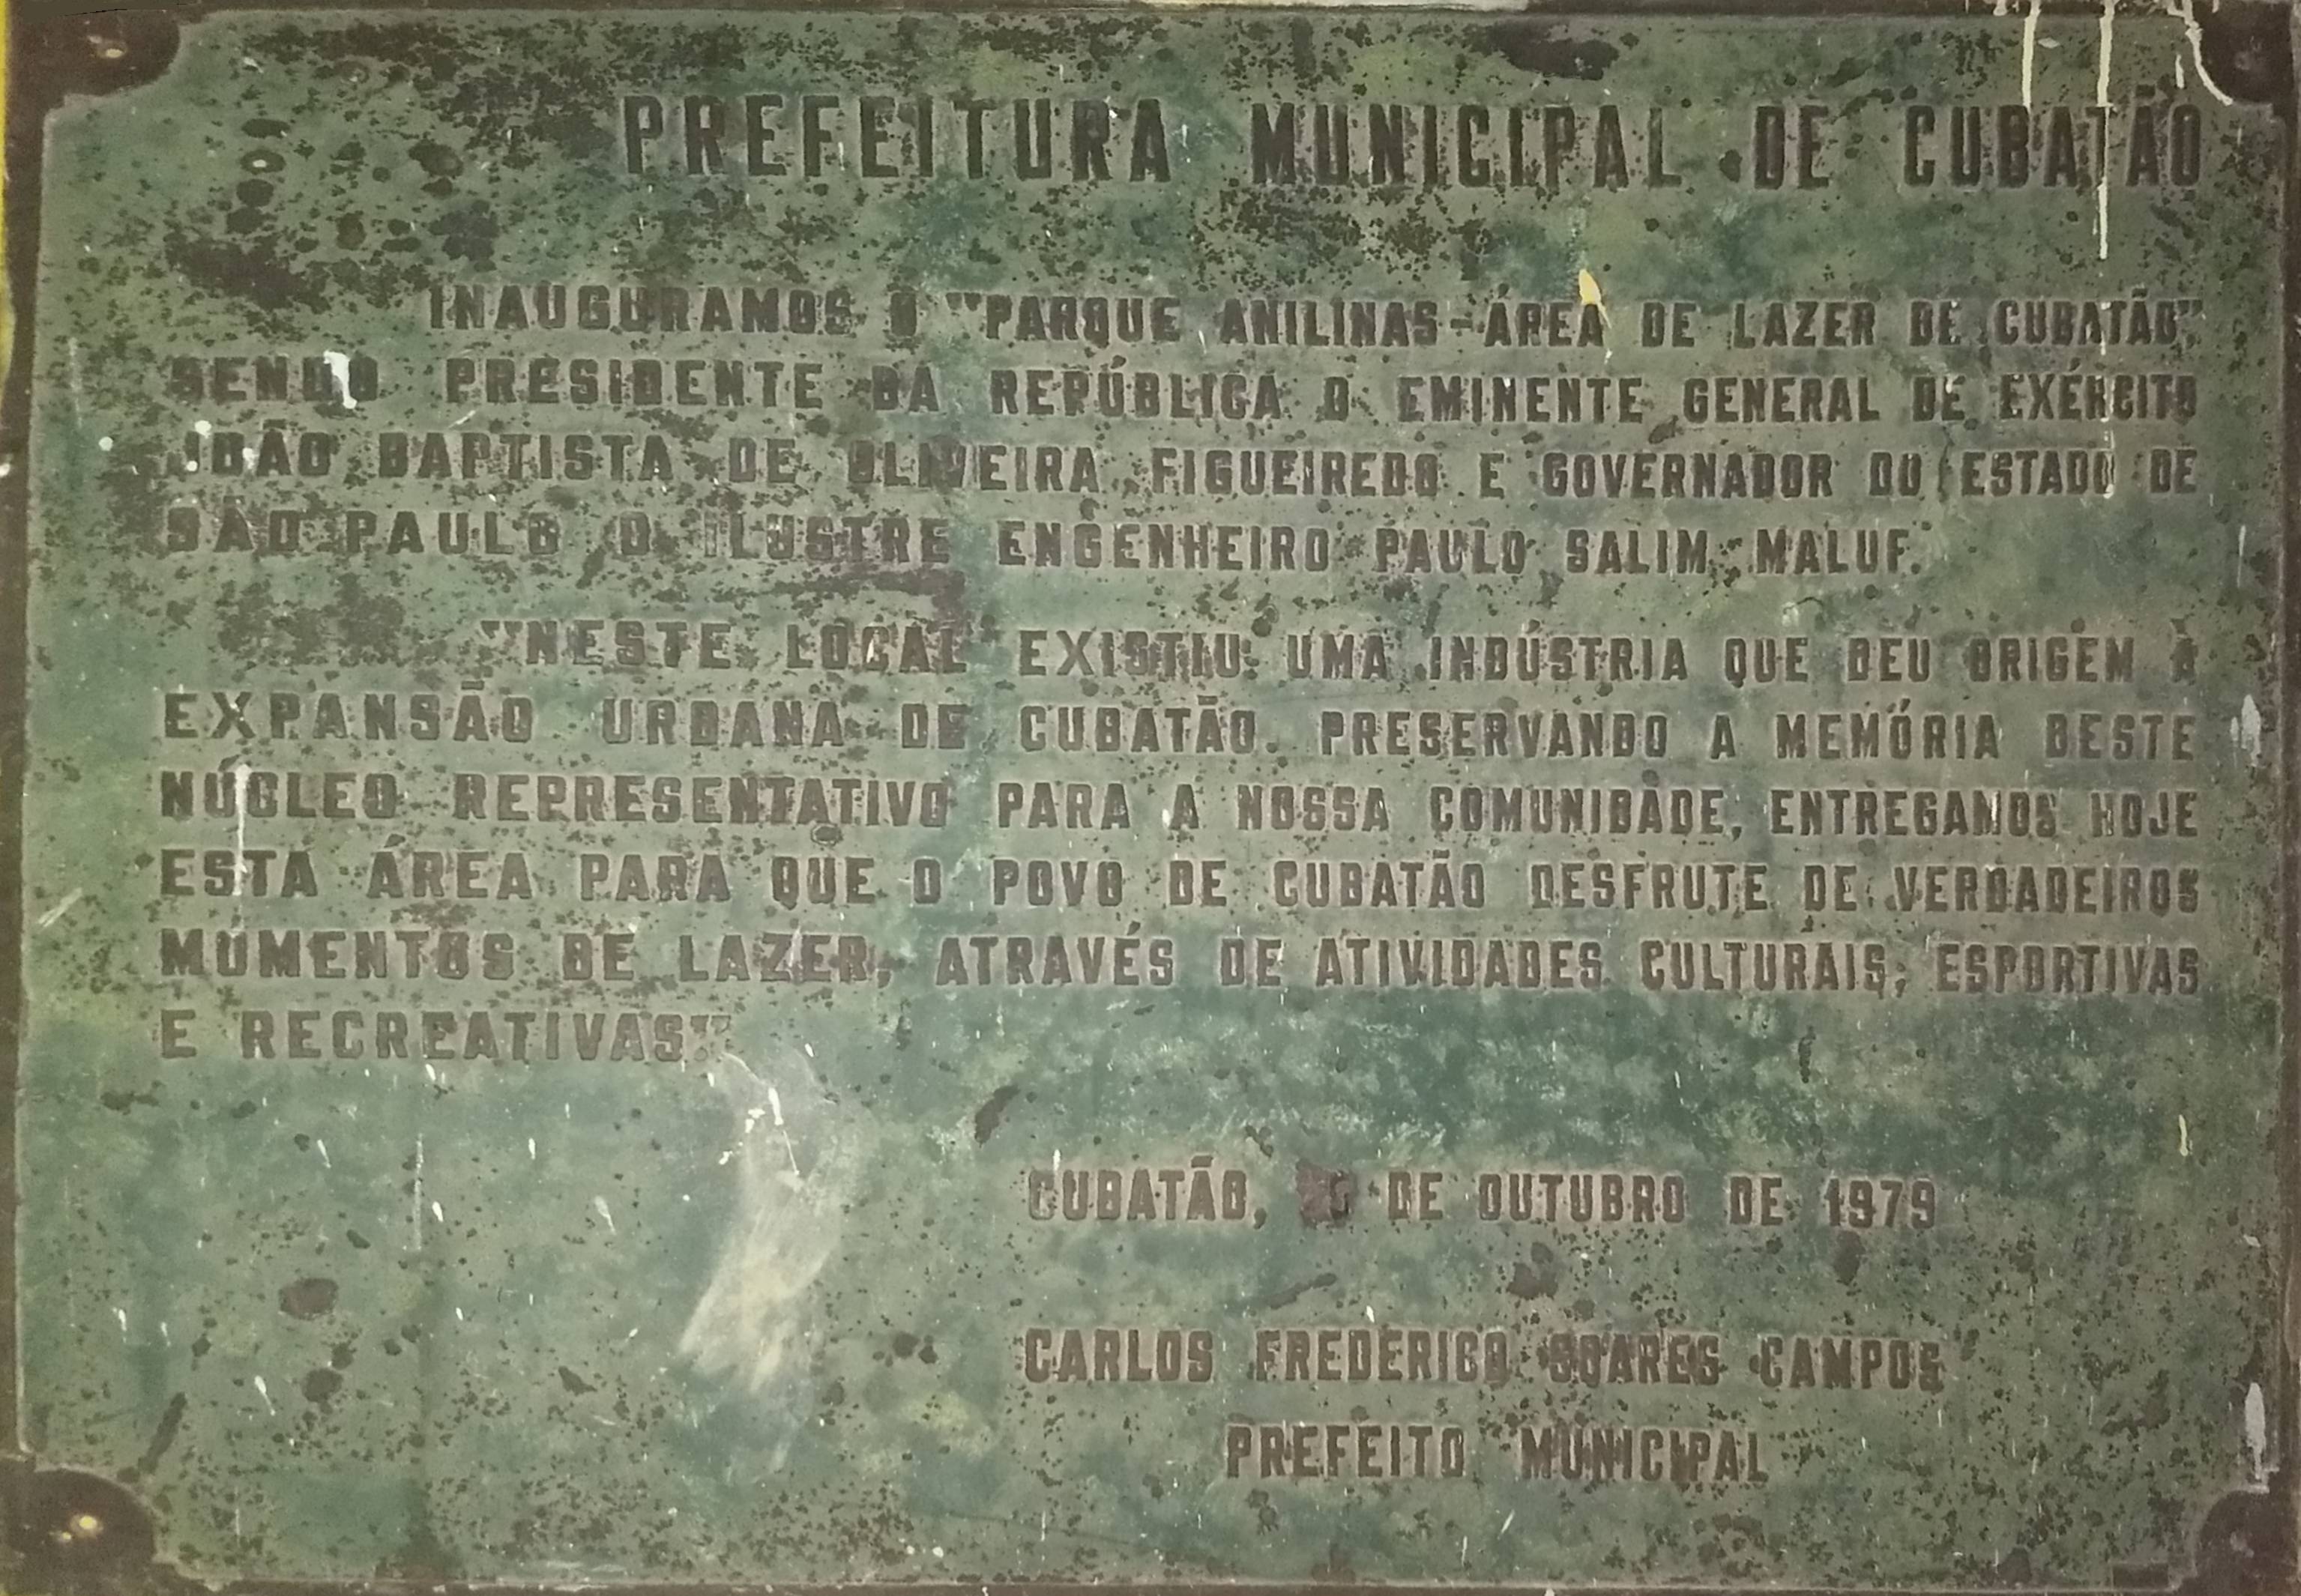 PREFEITURA MUNICIPAL DE CUBATÃO
INAUGURAMOS O "PARQUE ANILINAS-ÁREA DE LAZER DE CUBATÃO",
SENDO PRESIDENTE DA REPÚBLICA O EMINENTE GENERAL DE EXÉRCITO
JOÃO BAPTISTA DE OLIVEIRA FIGUEIREDO E GOVERNADOR DO ESTADO DE
SÃO PAULO O ILUSTRE ENGENHEIRO PAULO SALIM MALUF.
"NESTE LOCAL EXISTIU UMA INDÚSTRIA QUE DEU ORIGEM À
EXPANSÃO URBANA DE CUBATÃO. PRESERVANDO A MEMÓRIA DESTE
NÚCLEO REPRESENTATIVO PARA A NOSSA COMUNIDADE, ENTREGAMOS HOJE
ESTA ÁREA PARA QUE O POVO DE CUBATÃO DESFRUTE DE VERDADEIROS
MOMENTOS DE LAZER, ATRAVÉS DE ATIVIDADES CULTURAIS, ESPORTIVAS
E RECREATIVAS"
CUBATÃO, DE OUTUBRO DE 1979
CARLOS FREDERICO SOARES CAMPOS
PREFEITO MUNICIPAL